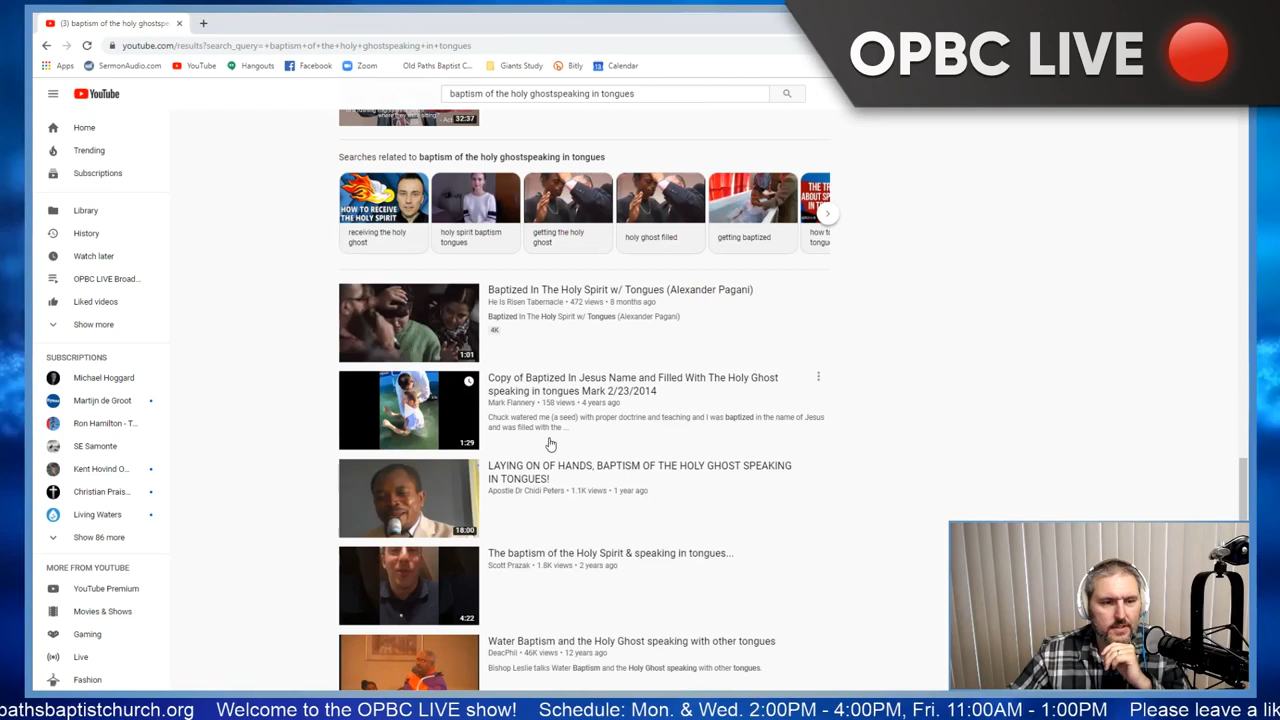 (3) baptism of the holy ghostspe
OPBC LIVE
youtube.com/results?search_query=+baptism+of+the+holy+ghostspeaking+in+tongues
Apps SermonAudio.com YouTube Hangouts Facebook Zoom Old Paths Baptist C... Giants Study Bitly Calendar
YouTube
baptism of the holy ghostspeaking in tongues
32:37
Home
Trending
Subscriptions
Library
History
Watch later
OPBC LIVE Broad...
Liked videos
Show more
SUBSCRIPTIONS
Michael Hoggard
Martijn de Groot
Ron Hamilton - T...
SE Samonte
Kent Hovind O...
Christian Prais...
Living Waters
Show 86 more
MORE FROM YOUTUBE
YouTube Premium
Movies & Shows
Gaming
Live
Fashion
Searches related to baptism of the holy ghostspeaking in tongues
HOW TO RECEIVE
THE HOLY SPIRIT
receiving the holy
ghost
holy spirit baptism
tongues
getting the holy
ghost
holy ghost filled
getting baptized
THE TR
ABOUT SP
IN T
how to
tongue
Baptized In The Holy Spirit w/ Tongues (Alexander Pagani)
He Is Risen Tabernacle • 472 views • 8 months ago
Baptized In The Holy Spirit w/ Tongues (Alexander Pagani)
4K
1:01
Copy of Baptized In Jesus Name and Filled With The Holy Ghost
speaking in tongues Mark 2/23/2014
Mark Flannery • 158 views • 4 years ago
Chuck watered me (a seed) with proper doctrine and teaching and I was baptized in the name of Jesus
and was filled with the ...
1:29
LAYING ON OF HANDS, BAPTISM OF THE HOLY GHOST SPEAKING
IN TONGUES!
Apostle Dr Chidi Peters • 1.1K views • 1 year ago
18:00
The baptism of the Holy Spirit & speaking in tongues...
Scott Prazak • 1.8K views • 2 years ago
4:22
Water Baptism and the Holy Ghost speaking with other tongues
DeacPhil • 46K views • 12 years ago
Bishop Leslie talks Water Baptism and the Holy Ghost speaking with other tongues.
pathsbaptistchurch.org Welcome to the OPBC LIVE show! Schedule: Mon. & Wed. 2:00PM - 4:00PM, Fri. 11:00AM - 1:00PM Please leave a li